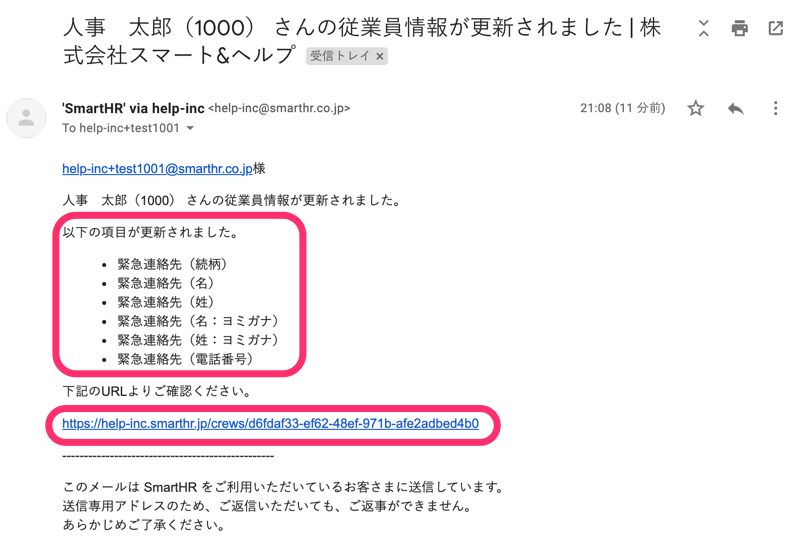 人事　太郎（1000） さんの従業員情報が更新されました | 株
式会社スマート&ヘルプ 受信トレイ ×
'SmartHR' via help-inc <help-inc@smarthr.co.jp> 21:08 (11 分前)
To help-inc+test1001
help-inc+test1001@smarthr.co.jp様
人事　太郎（1000） さんの従業員情報が更新されました。
以下の項目が更新されました。
• 緊急連絡先（続柄）
• 緊急連絡先（名）
• 緊急連絡先（姓）
• 緊急連絡先（名：ヨミガナ）
• 緊急連絡先（姓：ヨミガナ）
• 緊急連絡先（電話番号）
下記のURLよりご確認ください。
https://help-inc.smarthr.jp/crews/d6fdaf33-ef62-48ef-971b-afe2adbed4b0
-------------------------------------------------
このメールは SmartHR をご利用いただいているお客さまに送信しています。
送信専用アドレスのため、ご返信いただいても、ご返事ができません。
あらかじめご了承ください。